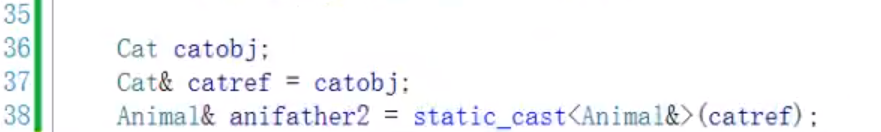 35
36 Cat catobj;
37 Cat& catref = catobj;
38 Animal& anifather2 = static_cast<Animal&>(catref);